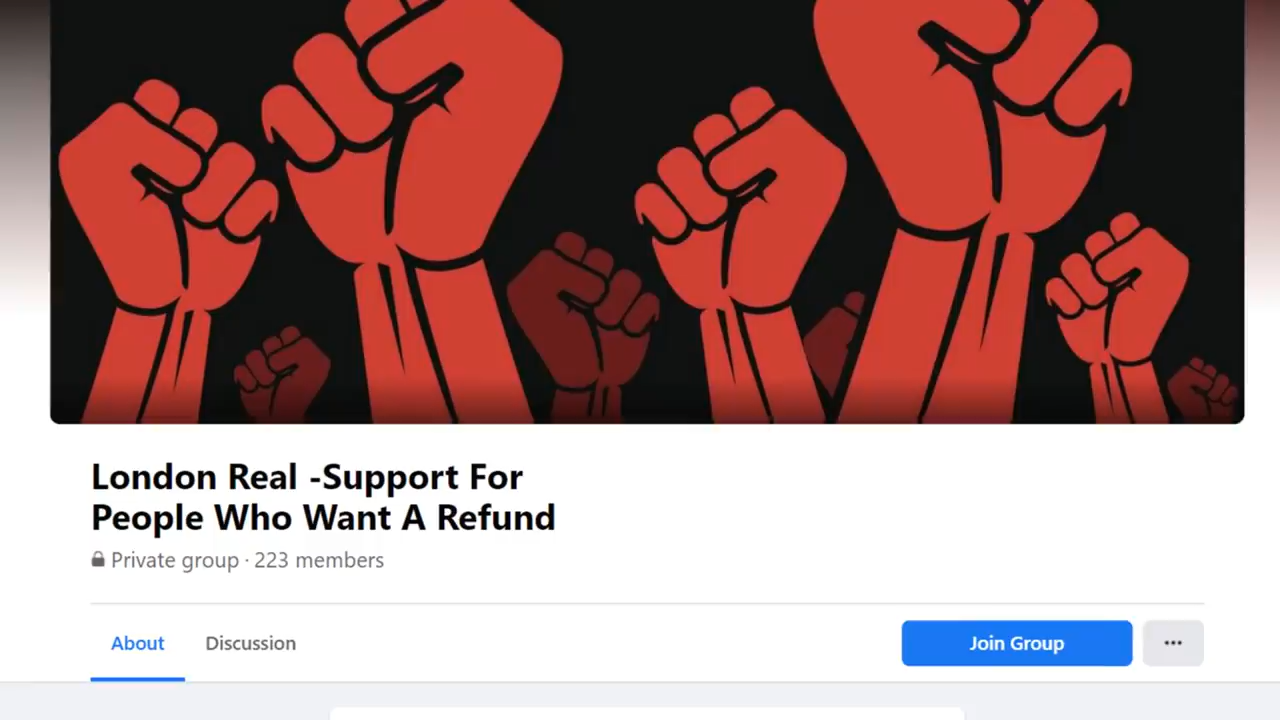 London Real -Support For
People Who Want A Refund
Private group · 223 members
About
Discussion
Join Group